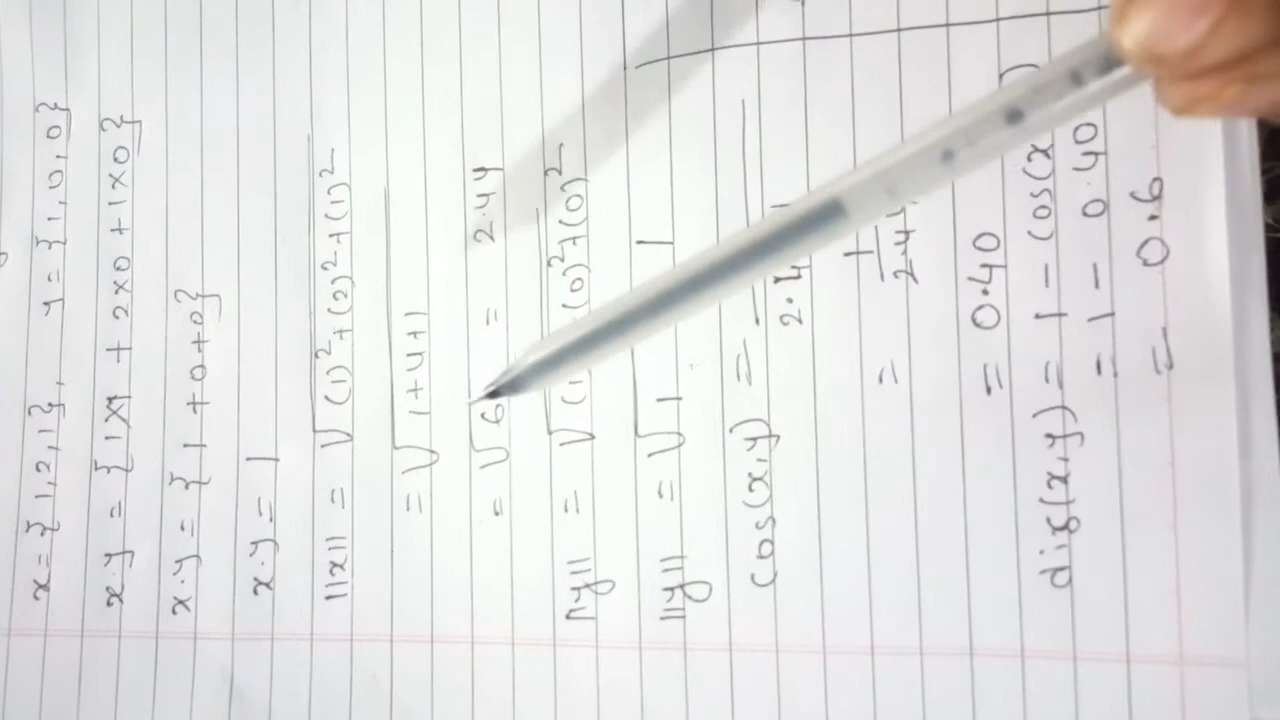 x = { 1, 2, 1 }, y = { 1, 0, 0 }
x·y = { 1×1 + 2×0 + 1×0 }
x·y = { 1 + 0 + 0 }
x·y = 1
||x|| = √(1)² + (2)² + (1)²
= √1 + 4 + 1
= √6 = 2.44
||y|| = √(1 (0)² + (0)²
||y|| = √1 1
Cos(x,y) =
2.4
= 1/2.44
= 0.40
dis(x,y) = 1 - Cos(x )
= 1 - 0.40
= 0.6